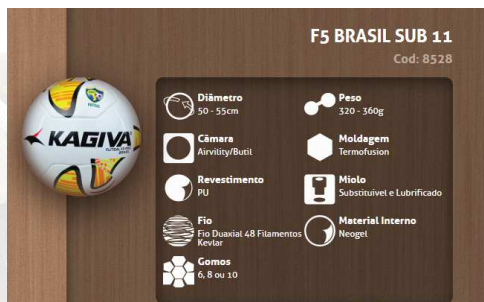 F5 BRASIL SUB 11
Cod: 8528
KAGIVA
Diâmetro
50 - 55cm
Peso
320 - 360g
Câmara
Airvility/Butil
Moldagem
Termofusion
Revestimento
PU
Miolo
Substituivel e Lubrificado
Fio
Fio Duaxial 48 Filamentos
Kevlar
Material Interno
Neogel
Gomos
6, 8 ou 10